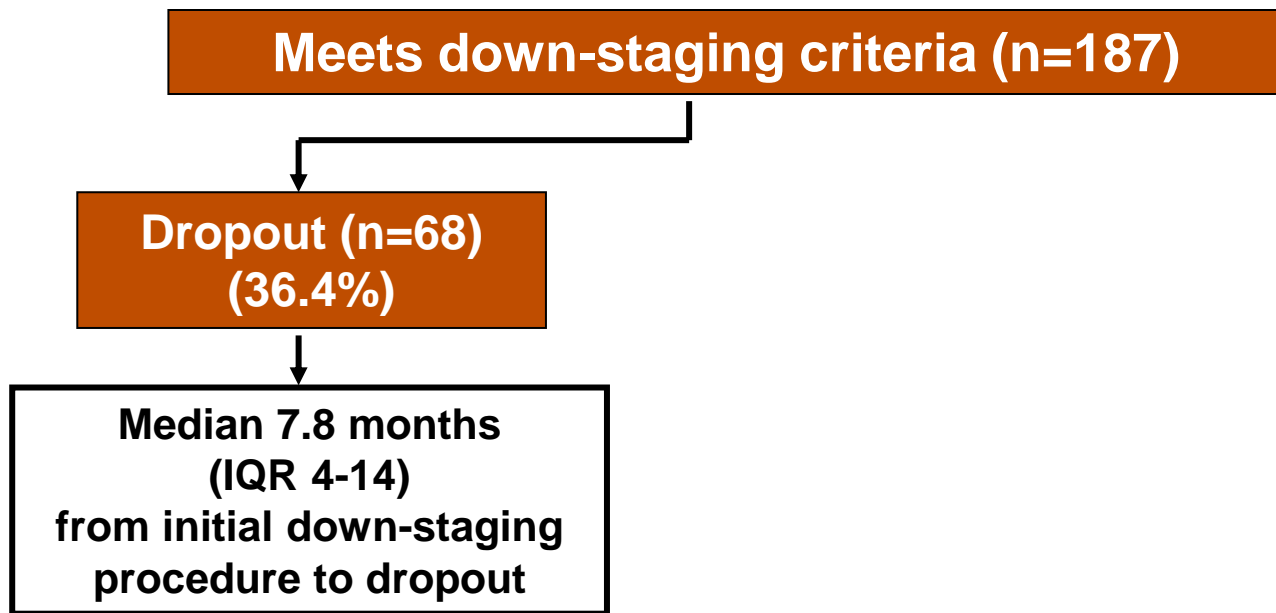 Meets down-staging criteria (n=187)
Dropout (n=68)
(36.4%)
Median 7.8 months
(IQR 4-14)
from initial down-staging
procedure to dropout